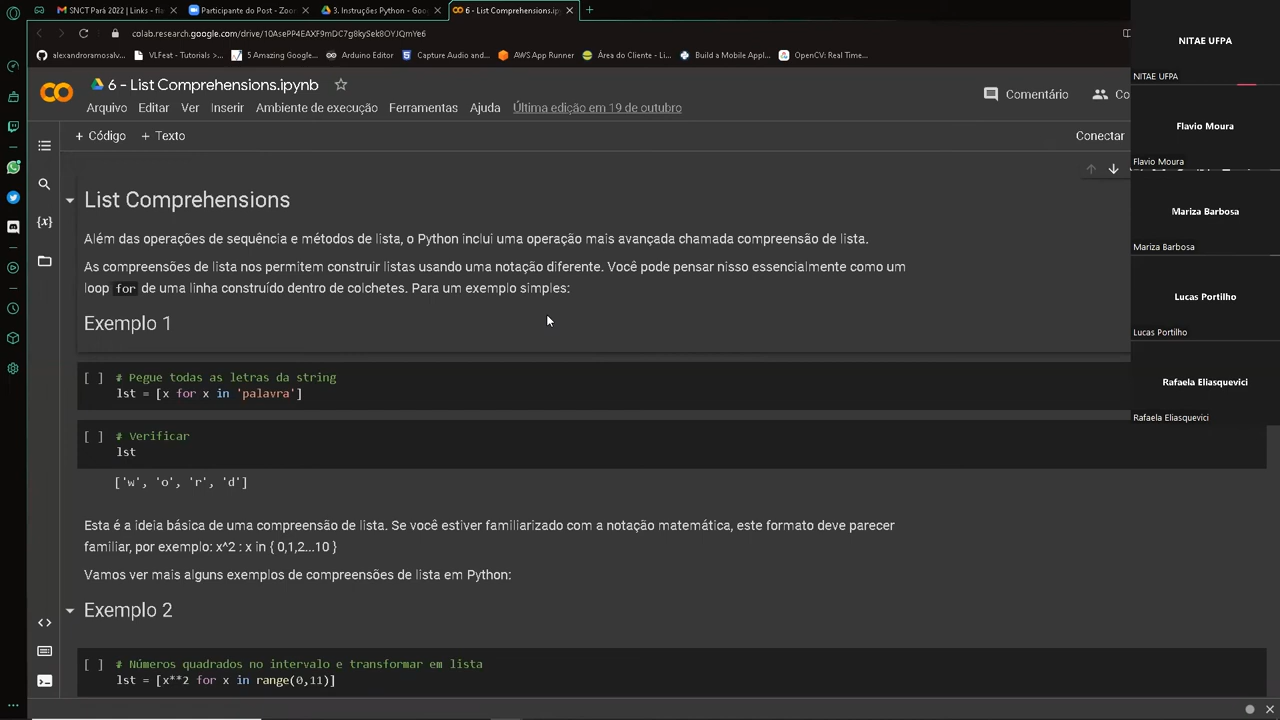 SNCT Pará 2022 | Links - fla
Participante do Post - Zoom
3. Instruções Python - Goog
6 - List Comprehensions.ipyn
colab.research.google.com/drive/10AsePP4EAXF9mDC7g8kySek8OYJQmYe6
alexandroramosalv...
VLFeat - Tutorials >...
5 Amazing Resources...
Arduino Editor
Capture Audio
AWS App Runner
Área do Cliente - Li...
Build a Mobile Appl...
OpenCV: Real Time...
6 - List Comprehensions.ipynb
Arquivo Editar Ver Inserir Ambiente de execução Ferramentas Ajuda Última edição em 19 de outubro
Comentário
Co
+ Código + Texto
Conectar
List Comprehensions
Além das operações de sequência e métodos de lista, o Python inclui uma operação mais avançada chamada compreensão de lista.
As compreensões de lista nos permitem construir listas usando uma notação diferente. Você pode pensar nisso essencialmente como um
loop for de uma linha construído dentro de colchetes. Para um exemplo simples:
Exemplo 1
[ ] # Pegue todas as letras da string
lst = [x for x in 'palavra']
[ ] # Verificar
lst
['w', 'o', 'r', 'd']
Esta é a ideia básica de uma compreensão de lista. Se você estiver familiarizado com a notação matemática, este formato deve parecer
familiar, por exemplo: x^2 : x in { 0,1,2...10 }
Vamos ver mais alguns exemplos de compreensões de lista em Python:
Exemplo 2
[ ] # Números quadrados no intervalo e transformar em lista
lst = [x**2 for x in range(0,11)]
NITAE UFPA
NITAE UFPA
Flavio Moura
Flavio Moura
Mariza Barbosa
Mariza Barbosa
Lucas Portilho
Lucas Portilho
Rafaela Eliasquevici
Rafaela Eliasquevici